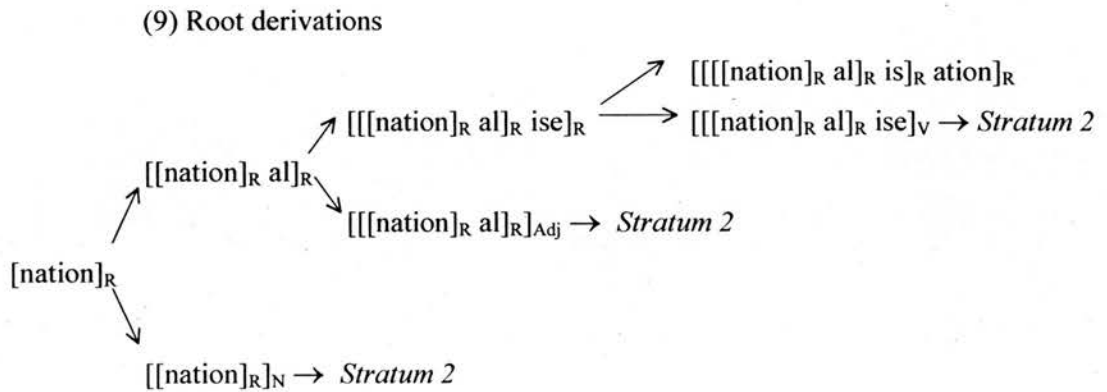 (9) Root derivations
[[[[nation]R al]R is]R ation]R
[[[nation]R al]R ise]R
[[[nation]R al]R ise]V → Stratum 2
[[nation]R al]R
[[[nation]R al]R]Adj → Stratum 2
[nation]R
[[nation]R]N → Stratum 2